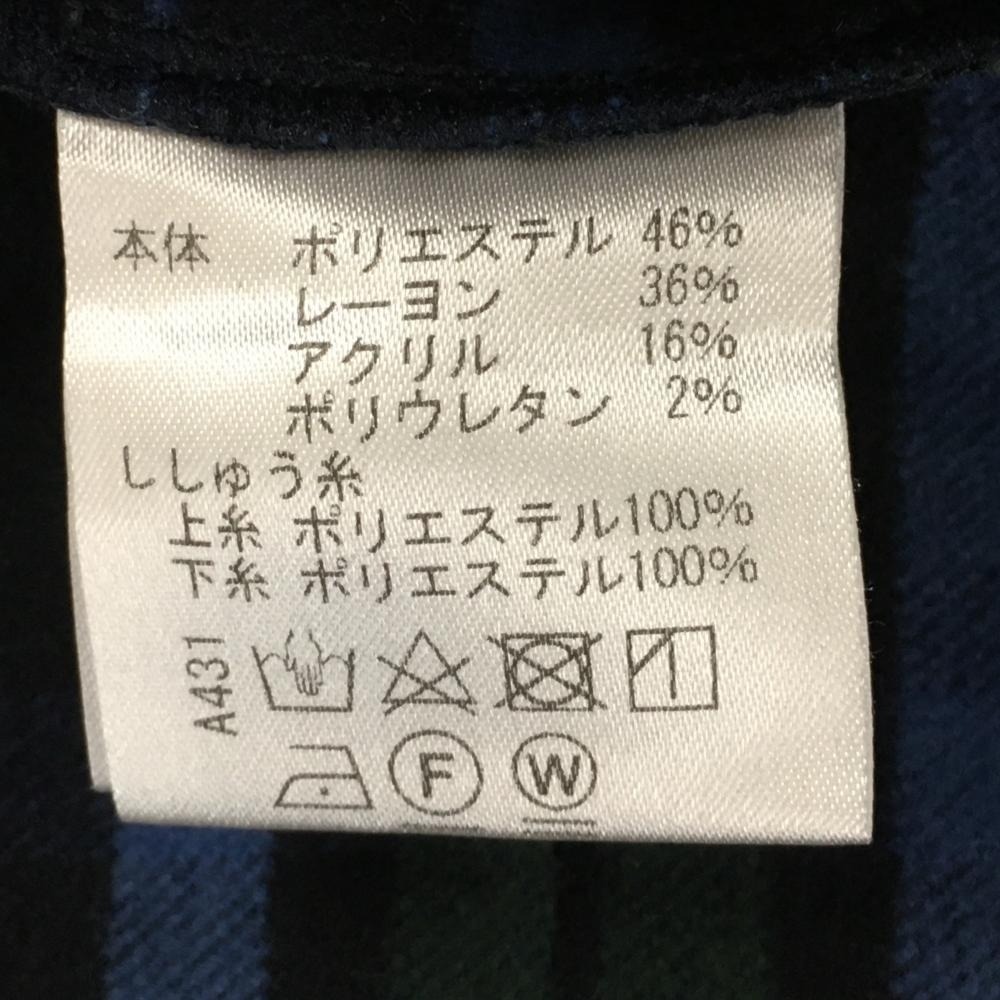 本体 ポリエステル 46%
レーヨン 36%
アクリル 16%
ポリウレタン 2%
ししゅう糸
上糸 ポリエステル100%
下糸 ポリエステル100%
A431
F W